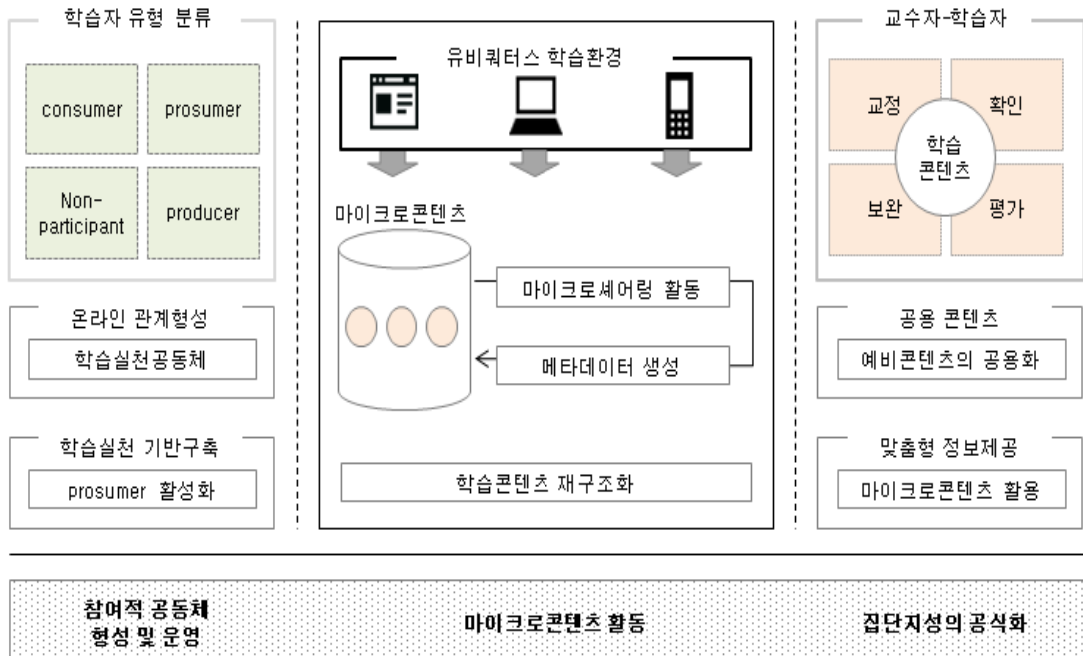 학습자 유형 분류
consumer
prosumer
Non-
participant
producer
온라인 관계형성
학습실천공동체
학습실천 기반구축
prosumer 활성화
유비쿼터스 학습환경
마이크로콘텐츠
마이크로셰어링 활동
메타데이터 생성
학습콘텐츠 재구조화
교수자-학습자
교정
확인
학습
콘텐츠
보완
평가
공용 콘텐츠
예비콘텐츠의 공용화
맞춤형 정보제공
마이크로콘텐츠 활용
참여적 공동체
형성 및 운영
마이크로콘텐츠 활동
집단지성의 공식화